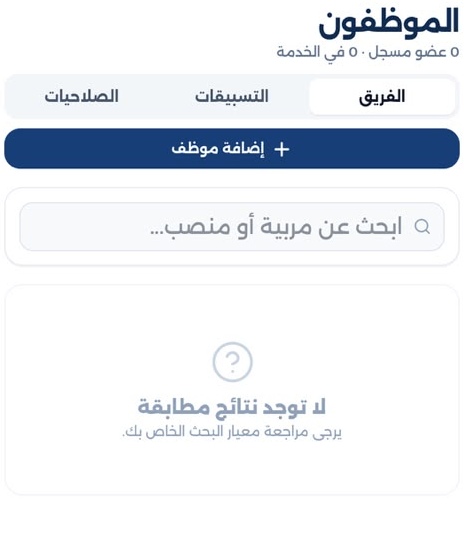 الموظفون
0 عضو مسجل · 0 في الخدمة
الفريق
التسبيقات
الصلاحيات
+ إضافة موظف
ابحث عن مربية أو منصب...
لا توجد نتائج مطابقة
يرجى مراجعة معيار البحث الخاص بك.